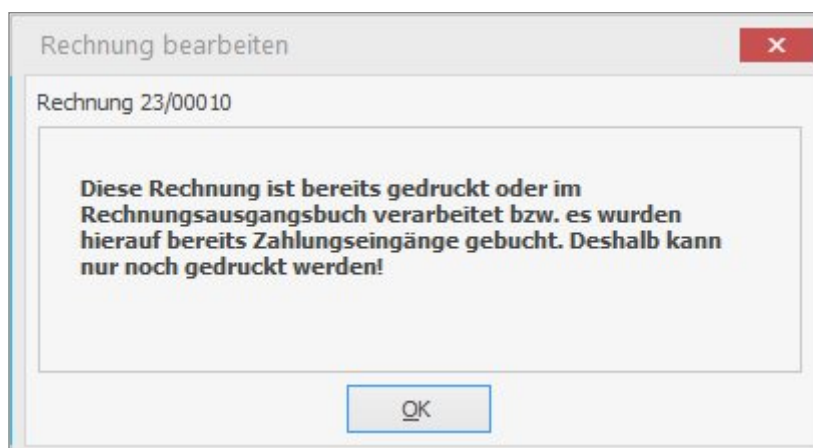 Rechnung bearbeiten
Rechnung 23/00010
Diese Rechnung ist bereits gedruckt oder im
Rechnungsausgangsbuch verarbeitet bzw. es wurden
hierauf bereits Zahlungseingänge gebucht. Deshalb kann
nur noch gedruckt werden!
OK